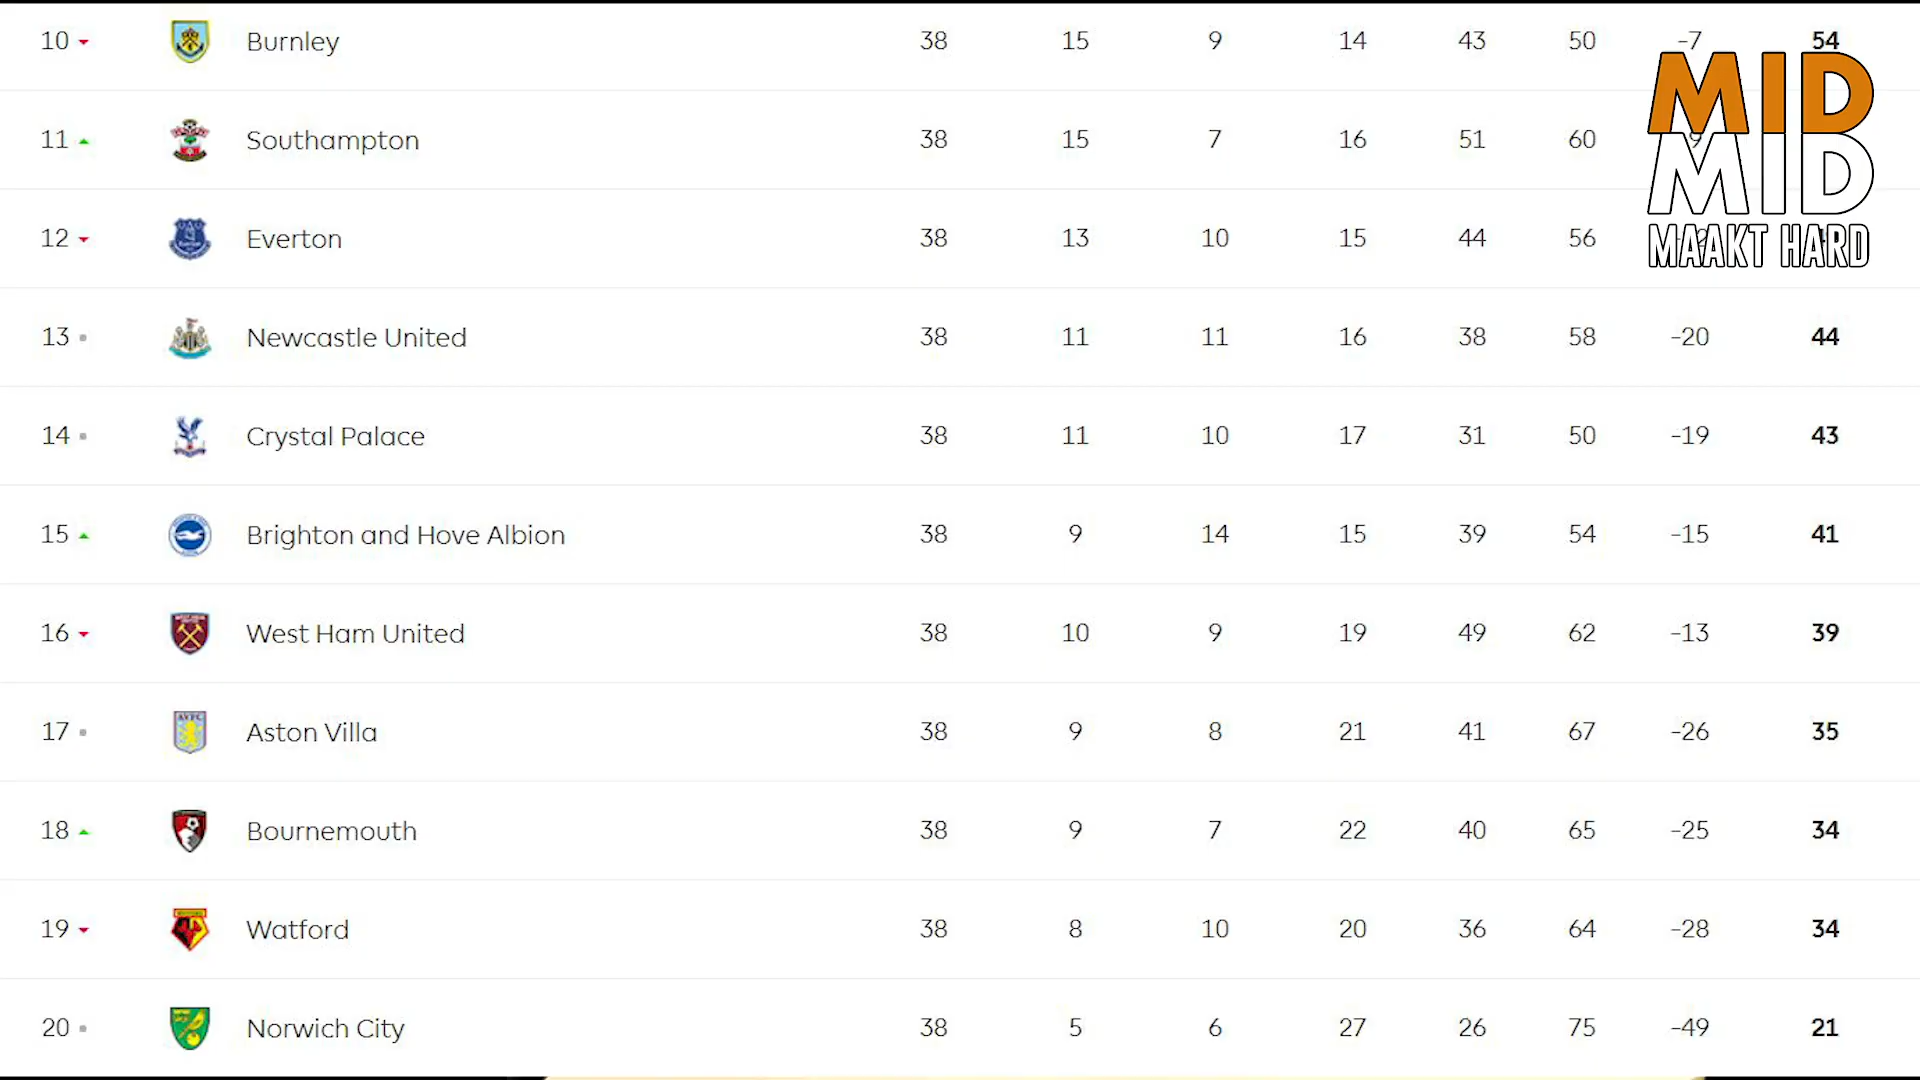 10 Burnley 38 15 9 14 43 50 -7 54
11 Southampton 38 15 7 16 51 60
12 Everton 38 13 10 15 44 56
13 Newcastle United 38 11 11 16 38 58 -20 44
14 Crystal Palace 38 11 10 17 31 50 -19 43
15 Brighton and Hove Albion 38 9 14 15 39 54 -15 41
16 West Ham United 38 10 9 19 49 62 -13 39
17 Aston Villa 38 9 8 21 41 67 -26 35
18 Bournemouth 38 9 7 22 40 65 -25 34
19 Watford 38 8 10 20 36 64 -28 34
20 Norwich City 38 5 6 27 26 75 -49 21
MID
MID
MAAKT HARD